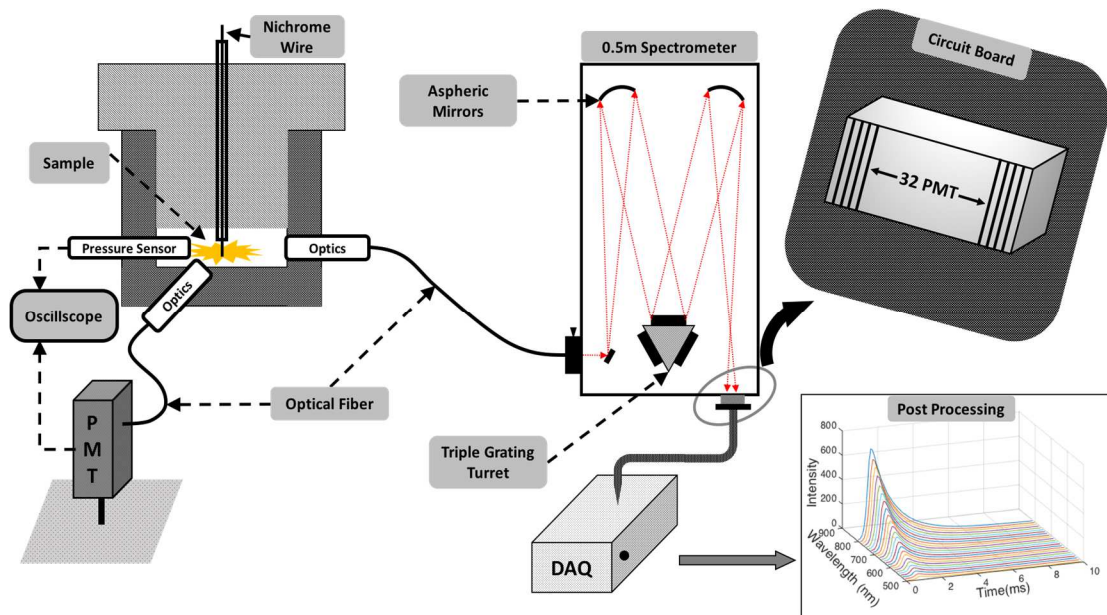 Nichrome
Wire
0.5m Spectrometer
Circuit Board
Aspheric
Mirrors
Sample
32 PMT
Pressure Sensor
Optics
Optics
Oscillscope
Optical Fiber
PMT
Triple Grating
Turret
DAQ
Post Processing
800
600
400
200
0
Intensity
900
800
700
600
500
Wavelength (nm)
0
2
4
6
8
10
Time(ms)